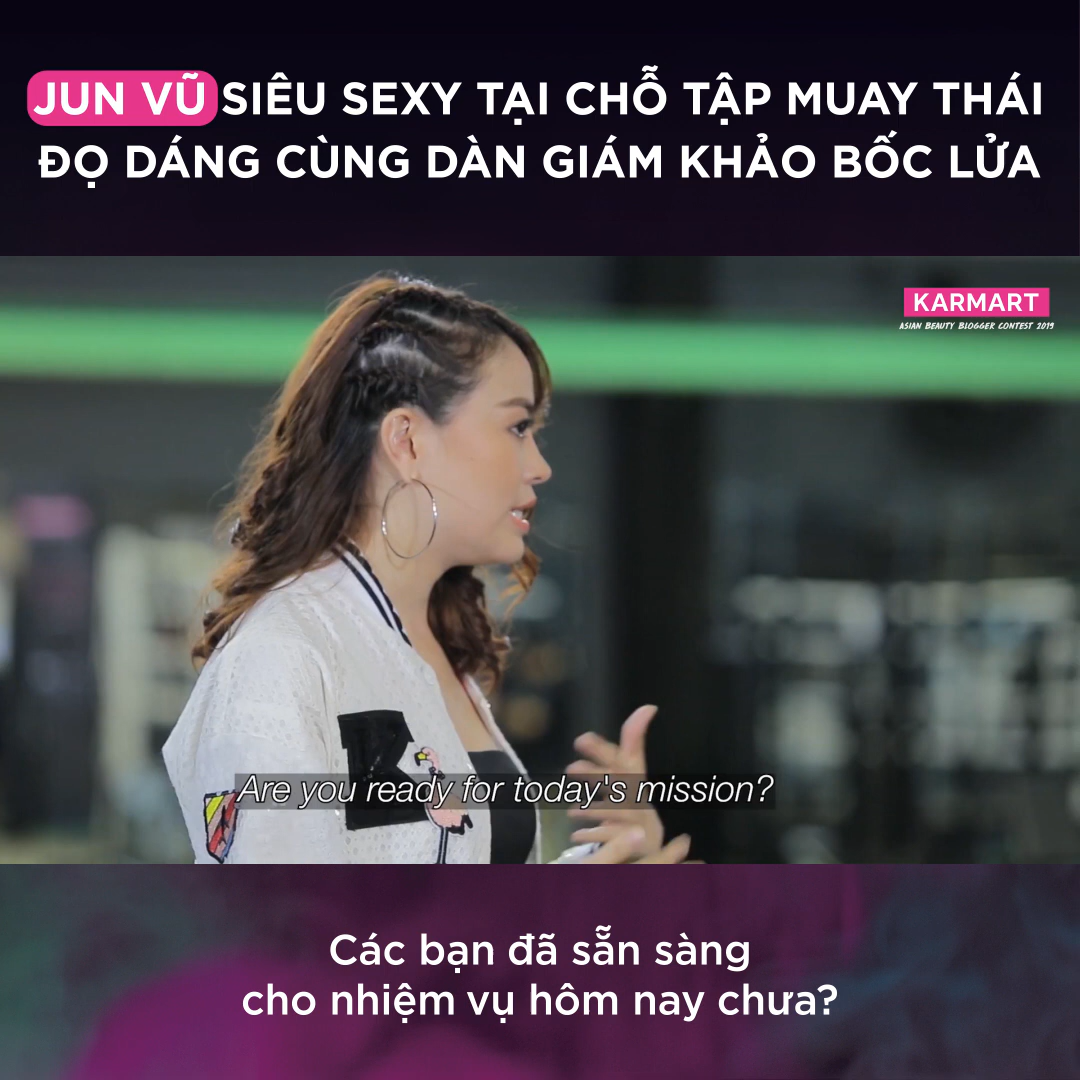 JUN VŨ SIÊU SEXY TẠI CHỖ TẬP MUAY THÁI
ĐỌ DÁNG CÙNG DÀN GIÁM KHẢO BỐC LỬA
KARMART
ASIAN BEAUTY BLOGGER CONTEST 2019
Are you ready for today's mission?
Các bạn đã sẵn sàng
cho nhiệm vụ hôm nay chưa?